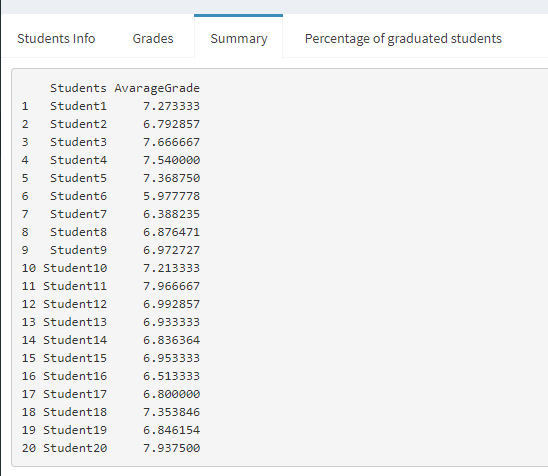 Students Info Grades Summary Percentage of graduated students
Students AvarageGrade
1 Student1 7.273333
2 Student2 6.792857
3 Student3 7.666667
4 Student4 7.540000
5 Student5 7.368750
6 Student6 5.977778
7 Student7 6.388235
8 Student8 6.876471
9 Student9 6.972727
10 Student10 7.213333
11 Student11 7.966667
12 Student12 6.992857
13 Student13 6.933333
14 Student14 6.836364
15 Student15 6.953333
16 Student16 6.513333
17 Student17 6.800000
18 Student18 7.353846
19 Student19 6.846154
20 Student20 7.937500